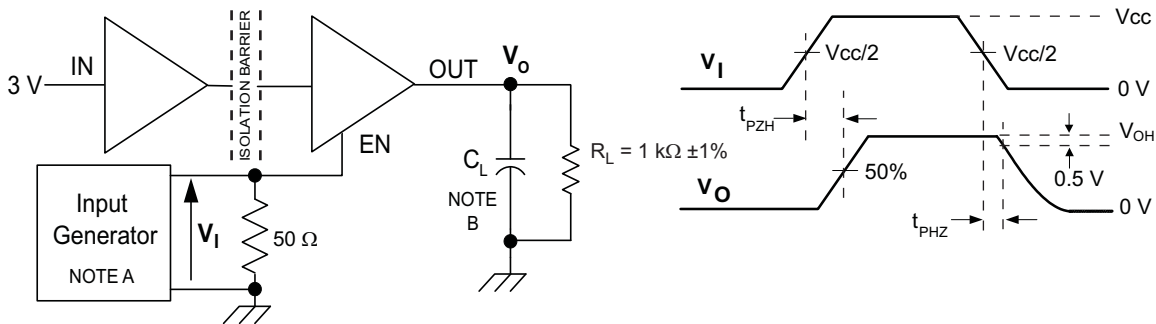 3 V
IN
ISOLATION BARRIER
OUT
EN
Vo
CL
NOTE
B
RL = 1 kΩ ±1%
Input
Generator
NOTE A
VI
50 Ω
VI
Vcc/2
Vcc/2
Vcc
0 V
tPZH
VO
50%
VOH
0.5 V
0 V
tPHZ